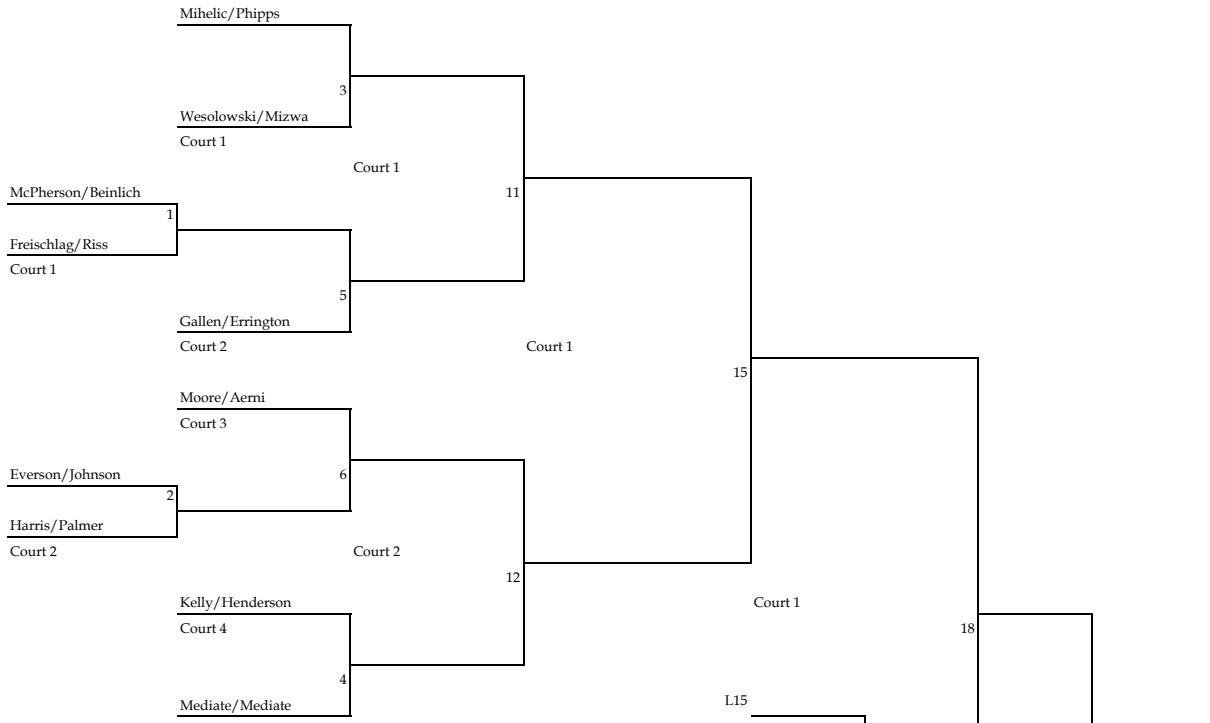 Mihelic/Phipps
3
Wesolowski/Mizwa
Court 1
Court 1
McPherson/Beinlich
11
1
Freischlag/Riss
Court 1
5
Gallen/Errington
Court 2
Court 1
15
Moore/Aerni
Court 3
Everson/Johnson
6
2
Harris/Palmer
Court 2
Court 2
12
Kelly/Henderson
Court 1
Court 4
18
4
L15
Mediate/Mediate